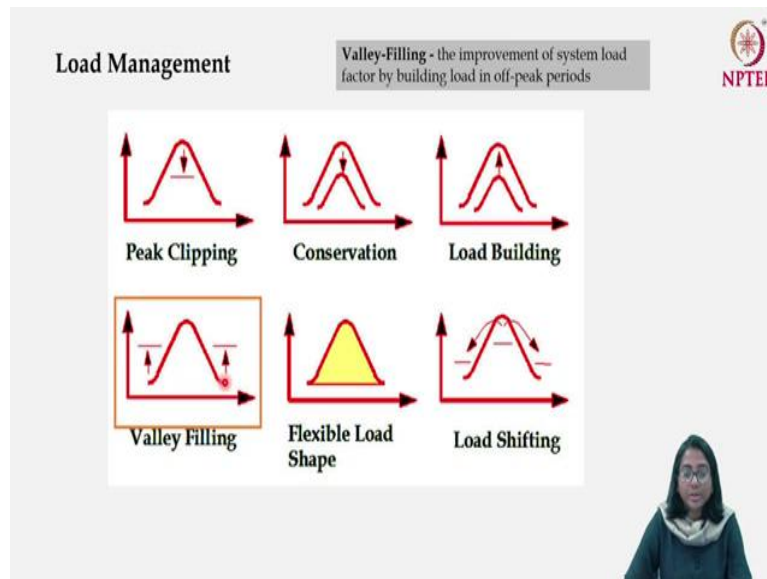 Load Management
Valley-Filling - the improvement of system load
factor by building load in off-peak periods
NPTEL
Peak Clipping
Conservation
Load Building
Valley Filling
Flexible Load
Shape
Load Shifting